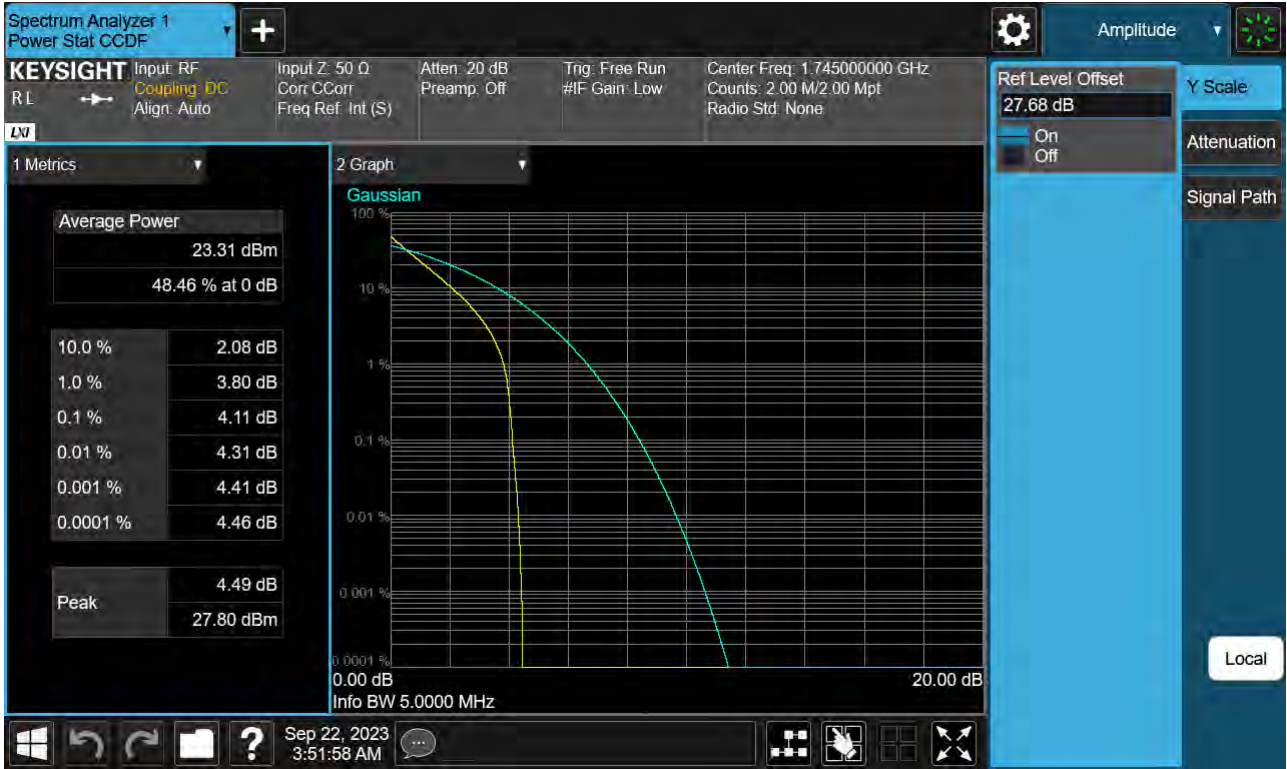 Spectrum Analyzer 1
Power Stat CCDF
Amplitude
KEYSIGHT
R L
LXI
Input: RF
Coupling: DC
Align: Auto
Input Z: 50 Ω
Corr CCorr
Freq Ref: Int (S)
Atten: 20 dB
Preamp: Off
Trig: Free Run
#IF Gain: Low
Center Freq: 1.745000000 GHz
Counts: 2.00 M/2.00 Mpt
Radio Std: None
Ref Level Offset
27.68 dB
On
Off
Y Scale
Attenuation
Signal Path
1 Metrics
Average Power
23.31 dBm
48.46 % at 0 dB
10.0 % 2.08 dB
1.0 % 3.80 dB
0.1 % 4.11 dB
0.01 % 4.31 dB
0.001 % 4.41 dB
0.0001 % 4.46 dB
Peak
4.49 dB
27.80 dBm
2 Graph
Gaussian
100 %
10 %
1 %
0.1 %
0.01 %
0.001 %
0.0001 %
0.00 dB 20.00 dB
Info BW 5.0000 MHz
Local
?
Sep 22, 2023
3:51:58 AM